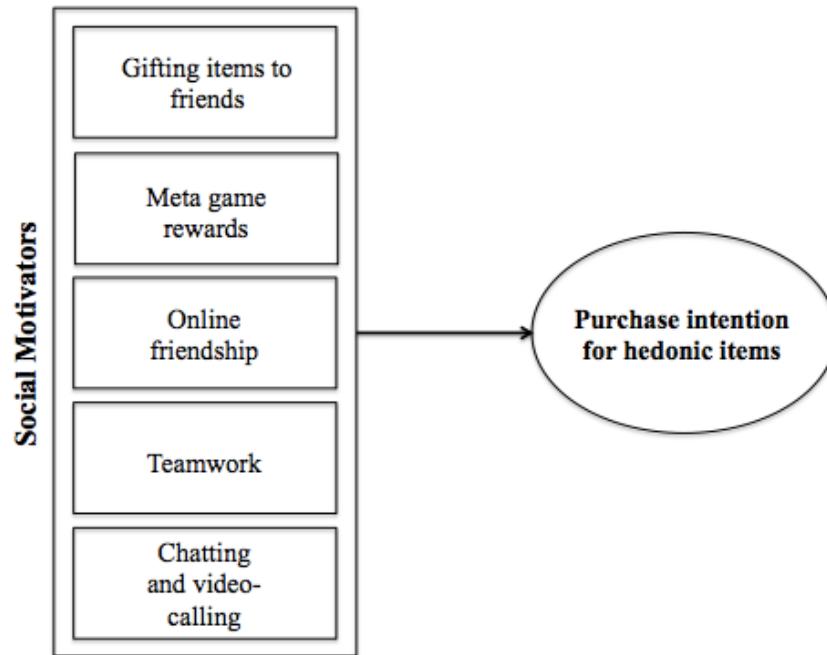 Social Motivators
Gifting items to
friends
Meta game
rewards
Online
friendship
Teamwork
Chatting
and video-
calling
Purchase intention
for hedonic items